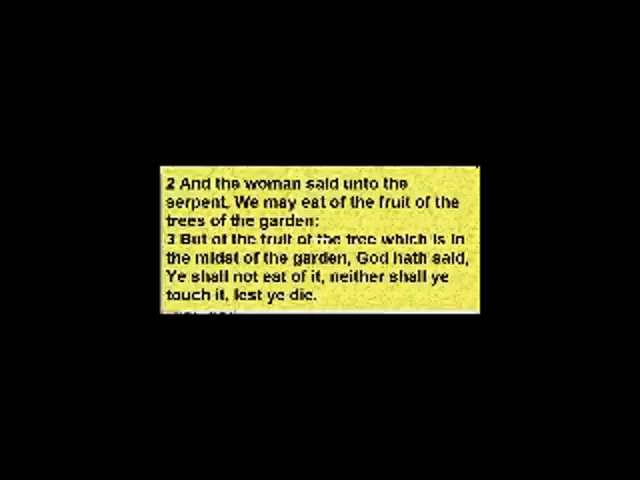 2 And the woman said unto the
serpent, We may eat of the fruit of the
trees of the garden:
3 But of the fruit of the tree which is in
the midst of the garden, God hath said,
Ye shall not eat of it, neither shall ye
touch it, lest ye die.